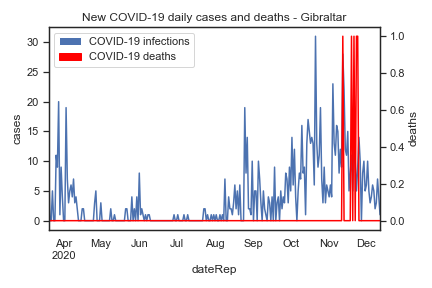 New COVID-19 daily cases and deaths - Gibraltar
COVID-19 infections
COVID-19 deaths
30
25
20
15
10
5
0
cases
1.0
0.8
0.6
0.4
0.2
0.0
deaths
Apr May Jun Jul Aug Sep Oct Nov Dec
2020
dateRep